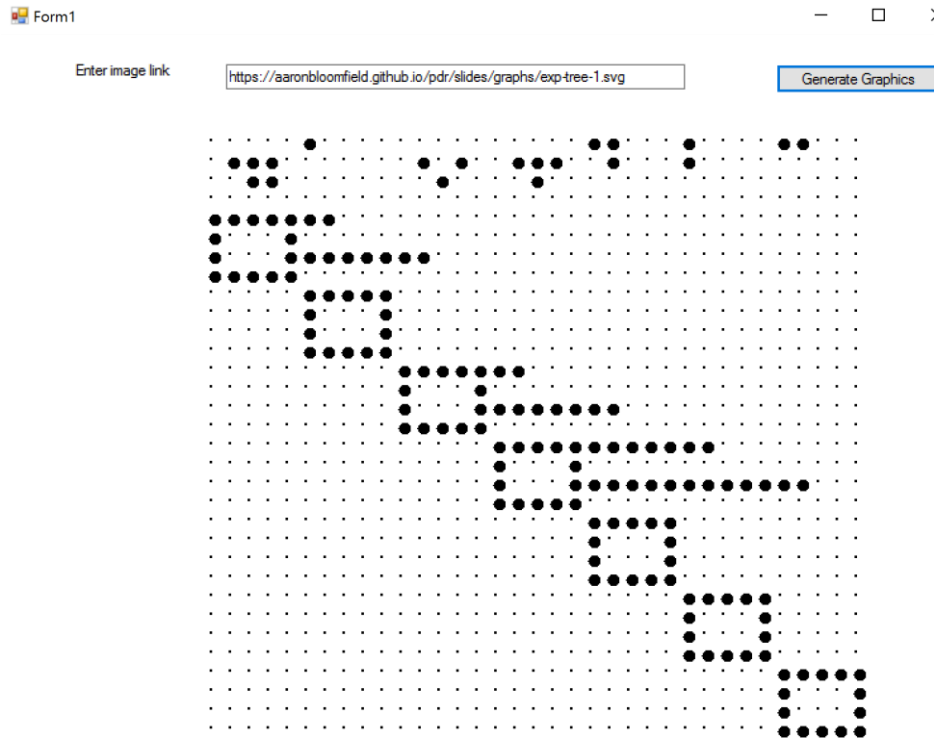 Form1
Enter image link
https://aaronbloomfield.github.io/pdr/slides/graphs/exp-tree-1.svg
Generate Graphics